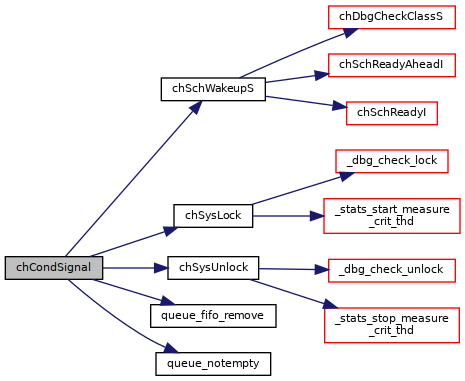 chDbgCheckClassS
chSchReadyAheadI
chSchWakeupS
chSchReadyI
_dbg_check_lock
chSysLock
_stats_start_measure
_crit_thd
chCondSignal
chSysUnlock
_dbg_check_unlock
queue_fifo_remove
_stats_stop_measure
_crit_thd
queue_notempty